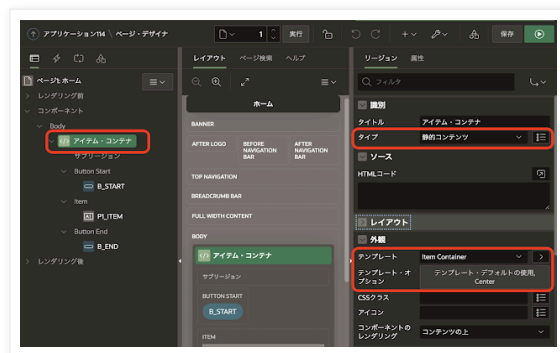 アプリケーション114 \ ページ・デザイナ
1
実行
保存
ページ1: ホーム
レンダリング前
コンポーネント
Body
アイテム・コンテナ
サブリージョン
Button Start
B_START
Item
P1_ITEM
Button End
B_END
レンダリング後
レイアウト ページ検索 ヘルプ
ホーム
BANNER
AFTER LOGO
BEFORE NAVIGATION BAR
AFTER NAVIGATION BAR
TOP NAVIGATION
BREADCRUMB BAR
FULL WIDTH CONTENT
BODY
アイテム・コンテナ
サブリージョン
BUTTON START
B_START
ITEM
リージョン 属性
フィルタ
識別
タイトル アイテム・コンテナ
タイプ 静的コンテンツ
ソース
HTMLコード
レイアウト
外観
テンプレート Item Container
テンプレート・オプション テンプレート・デフォルトの使用, Center
CSSクラス
アイコン
コンポーネントのレンダリング コンテンツの上